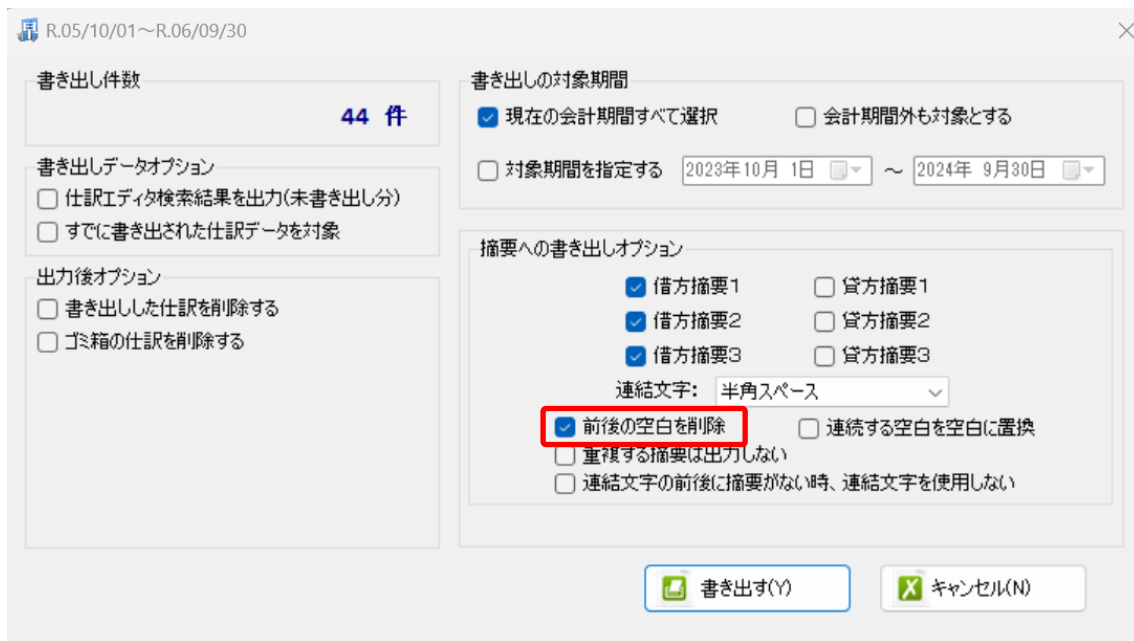 R.05/10/01～R.06/09/30
書き出し件数
44 件
書き出しデータオプション
仕訳エディタ検索結果を出力(未書き出し分)
すでに書き出された仕訳データを対象
出力後オプション
書き出しした仕訳を削除する
ゴミ箱の仕訳を削除する
書き出しの対象期間
現在の会計期間すべて選択 会計期間外も対象とする
対象期間を指定する 2023年10月 1日 ～ 2024年 9月30日
摘要への書き出しオプション
借方摘要1 貸方摘要1
借方摘要2 貸方摘要2
借方摘要3 貸方摘要3
連結文字: 半角スペース
前後の空白を削除 連続する空白を空白に置換
重複する摘要は出力しない
連結文字の前後に摘要がない時、連結文字を使用しない
書き出す(Y) キャンセル(N)